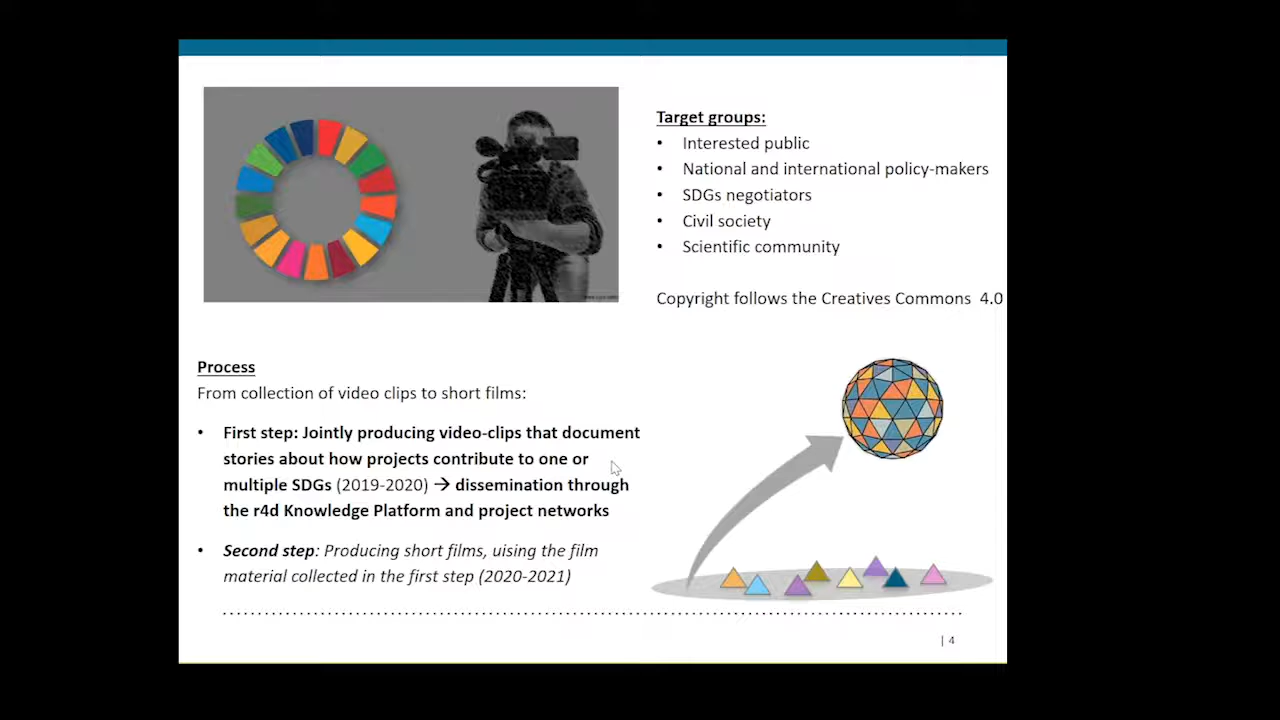 Target groups:
• Interested public
• National and international policy-makers
• SDGs negotiators
• Civil society
• Scientific community
Copyright follows the Creatives Commons 4.0
Process
From collection of video clips to short films:
• First step: Jointly producing video-clips that document
stories about how projects contribute to one or
multiple SDGs (2019-2020) → dissemination through
the r4d Knowledge Platform and project networks
• Second step: Producing short films, uising the film
material collected in the first step (2020-2021)
| 4